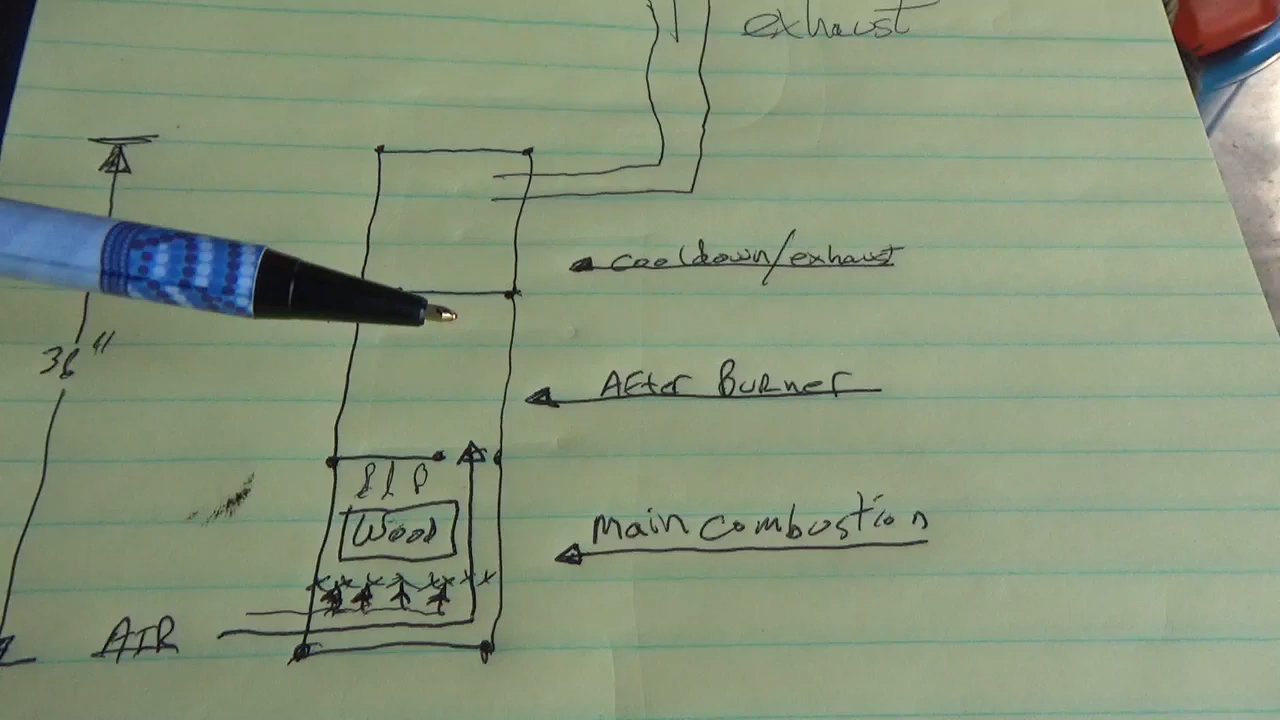 exhaust
cooldown/exhaust
36"
AFter Burner
Wood
Main combustion
AIR